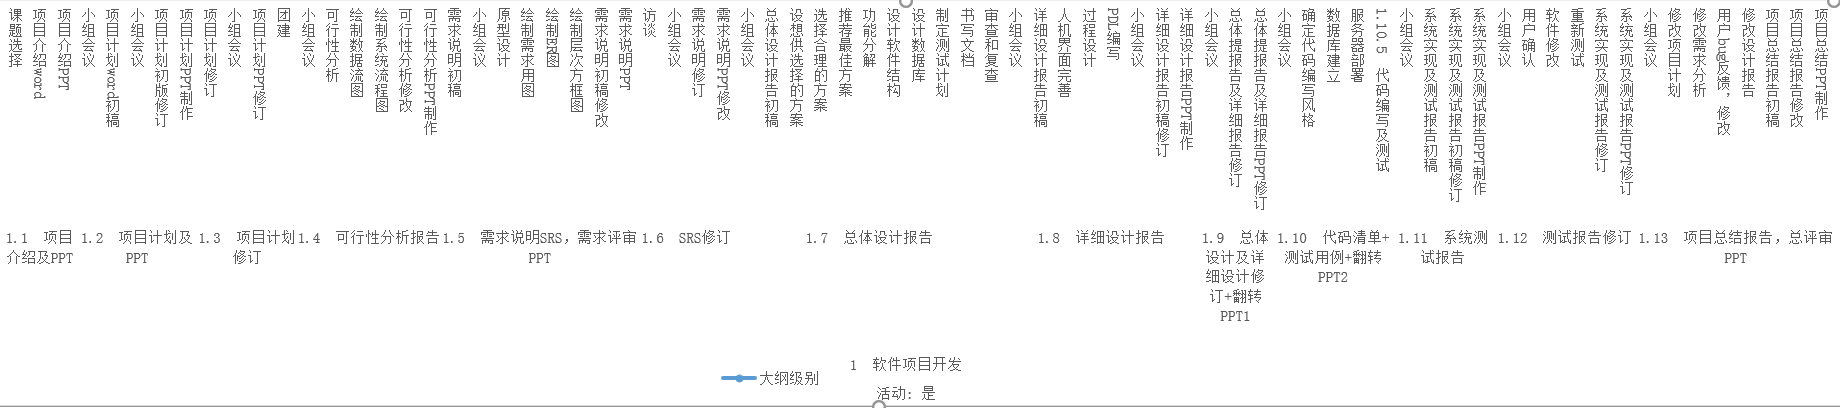 课题选择
项目介绍word
项目介绍PPT
小组会议
项目计划word初稿
小组会议
项目计划初版修订
项目计划PPT制作
项目计划修订
小组会议
项目计划PPT修订
团建
小组会议
可行性分析
绘制数据流图
绘制系统流程图
可行性分析修改
可行性分析PPT制作
需求说明初稿
小组会议
原型设计
绘制需求用图
绘制ER图
绘制层次方框图
需求说明初稿修改
需求说明PPT
访谈
小组会议
需求说明修订
需求说明PPT修改
小组会议
总体设计报告初稿
设想供选择的方案
选择合理的方案
推荐最佳方案
功能分解
设计软件结构
设计数据库
制定测试计划
书写文档
审查和复查
小组会议
详细设计报告初稿
人机界面完善
过程设计
PDL编写
小组会议
详细设计报告初稿修订
详细设计报告PPT制作
小组会议
总体提报告及详细报告修订
总体提报告及详细报告PPT修订
小组会议
确定代码编写风格
数据库建立
服务器部署
1.10.5 代码编写及测试
小组会议
系统实现及测试报告初稿
系统实现及测试报告初稿修订
系统实现及测试报告PPT制作
小组会议
用户确认
软件修改
重新测试
系统实现及测试报告修订
系统实现及测试报告PPT修订
小组会议
修改项目计划
修改需求分析
用户bug反馈，修改
修改设计报告
项目总结报告初稿
项目总结报告修改
项目总结PPT制作
1.1 项目
介绍及PPT
1.2 项目计划及
PPT
1.3 项目计划
修订
1.4 可行性分析报告
1.5 需求说明SRS，需求评审
PPT
1.6 SRS修订
1.7 总体设计报告
1.8 详细设计报告
1.9 总体
设计及详
细设计修
订+翻转
PPT1
1.10 代码清单+
测试用例+翻转
PPT2
1.11 系统测
试报告
1.12 测试报告修订
1.13 项目总结报告，总评审
PPT
1 软件项目开发
大纲级别
活动: 是